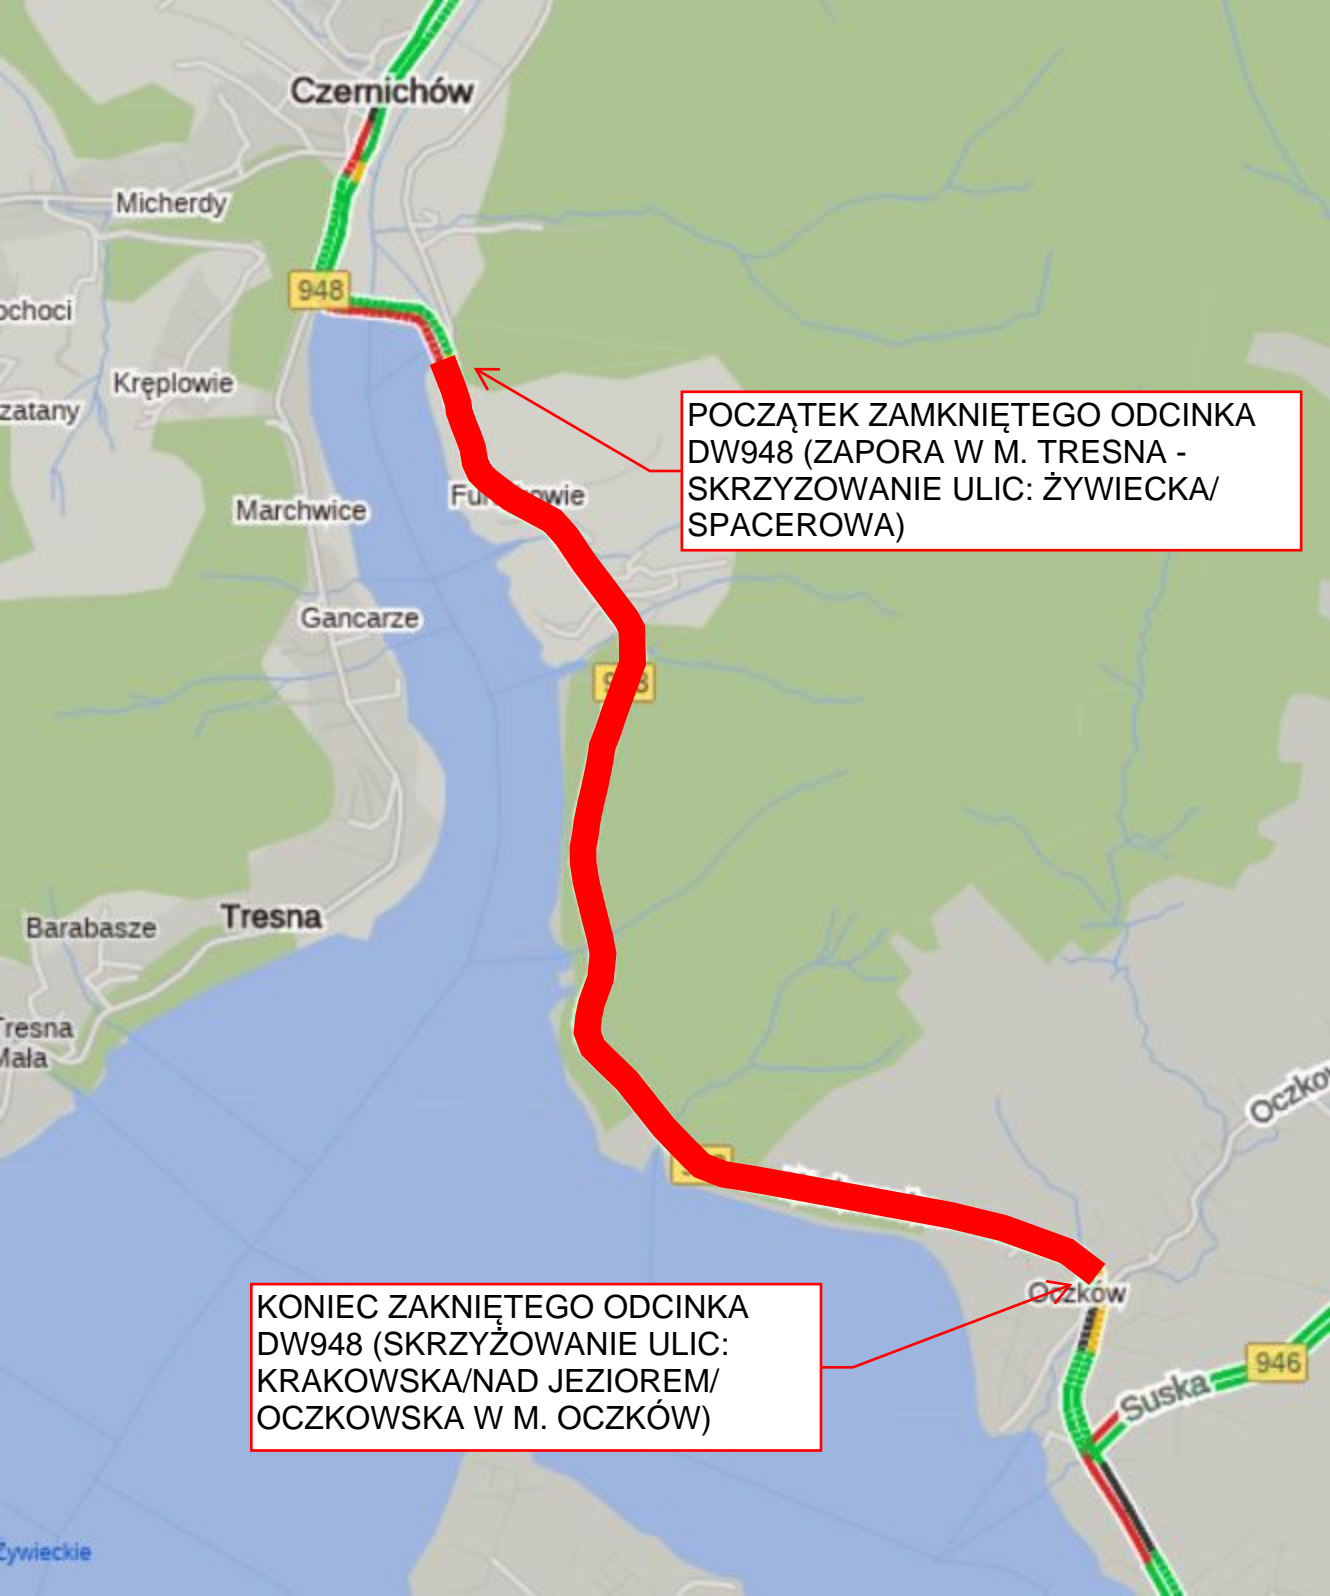 Czernichów
Micherdy
948
ochoci
Kręplowie
zatany
POCZĄTEK ZAMKNIĘTEGO ODCINKA
DW948 (ZAPORA W M. TRESNA -
SKRZYZOWANIE ULIC: ŻYWIECKA/
SPACEROWA)
Marchwice
Gancarze
Tresna
Barabasze
Tresna
Mała
Oczkow
KONIEC ZAKNIĘTEGO ODCINKA
DW948 (SKRZYŻOWANIE ULIC:
KRAKOWSKA/NAD JEZIOREM/
OCZKOWSKA W M. OCZKÓW)
Oczków
946
Suska
Żywieckie